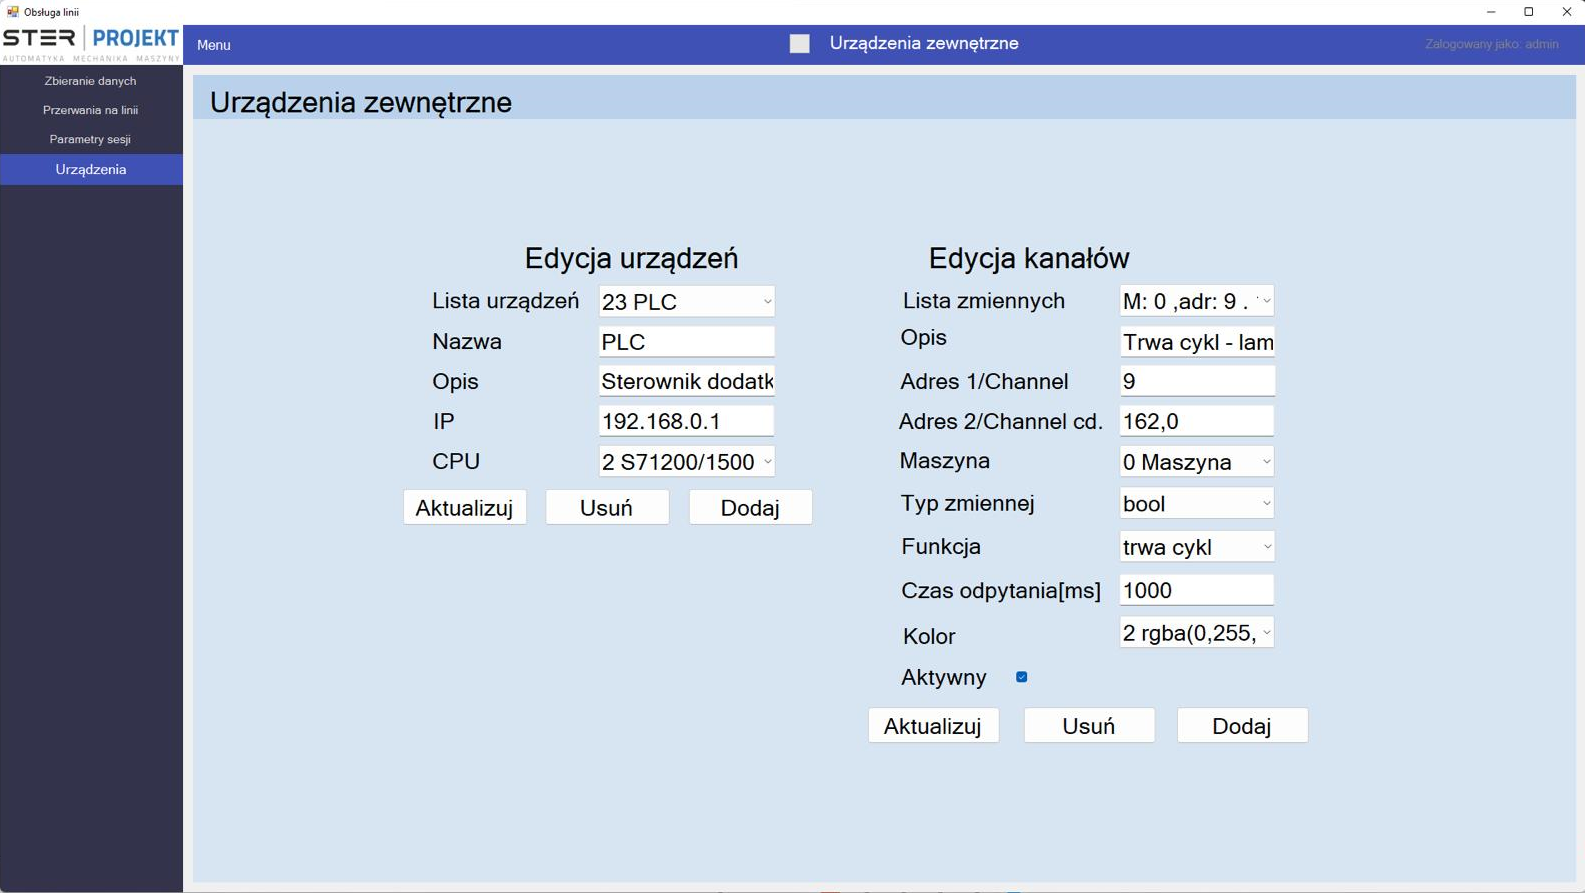 Obsługa linii
STER PROJEKT
AUTOMATYKA MECHANIKA MASZYNY
Menu
Urządzenia zewnętrzne
Zalogowany jako: admin
Zbieranie danych
Przerwania na linii
Parametry sesji
Urządzenia
Urządzenia zewnętrzne
Edycja urządzeń
Lista urządzeń 23 PLC
Nazwa PLC
Opis Sterownik dodatk
IP 192.168.0.1
CPU 2 S71200/1500
Aktualizuj Usuń Dodaj
Edycja kanałów
Lista zmiennych M: 0 ,adr: 9 .
Opis Trwa cykl - lam
Adres 1/Channel 9
Adres 2/Channel cd. 162,0
Maszyna 0 Maszyna
Typ zmiennej bool
Funkcja trwa cykl
Czas odpytania[ms] 1000
Kolor 2 rgba(0,255,
Aktywny
Aktualizuj Usuń Dodaj